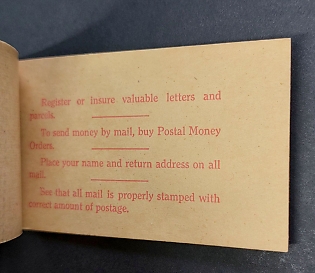 Register or insure valuable letters and
parcels.
To send money by mail, buy Postal Money
Orders.
Place your name and return address on all
mail.
See that all mail is properly stamped with
correct amount of postage.